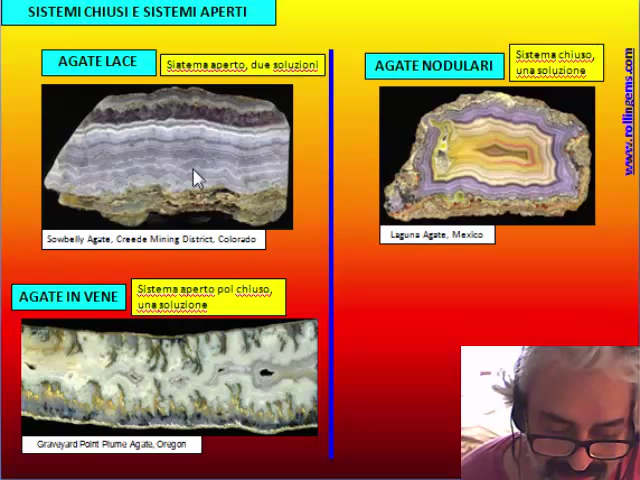 SISTEMI CHIUSI E SISTEMI APERTI
AGATE LACE
Siatema aperto, due soluzioni
Sowbelly Agate, Creede Mining District, Colorado
AGATE NODULARI
Sistema chiuso,
una soluzione
Laguna Agate, Mexico
www.rollingems.com
AGATE IN VENE
Sistema aperto poi chiuso,
una soluzione
Graveyard Point Plume Agate, Oregon